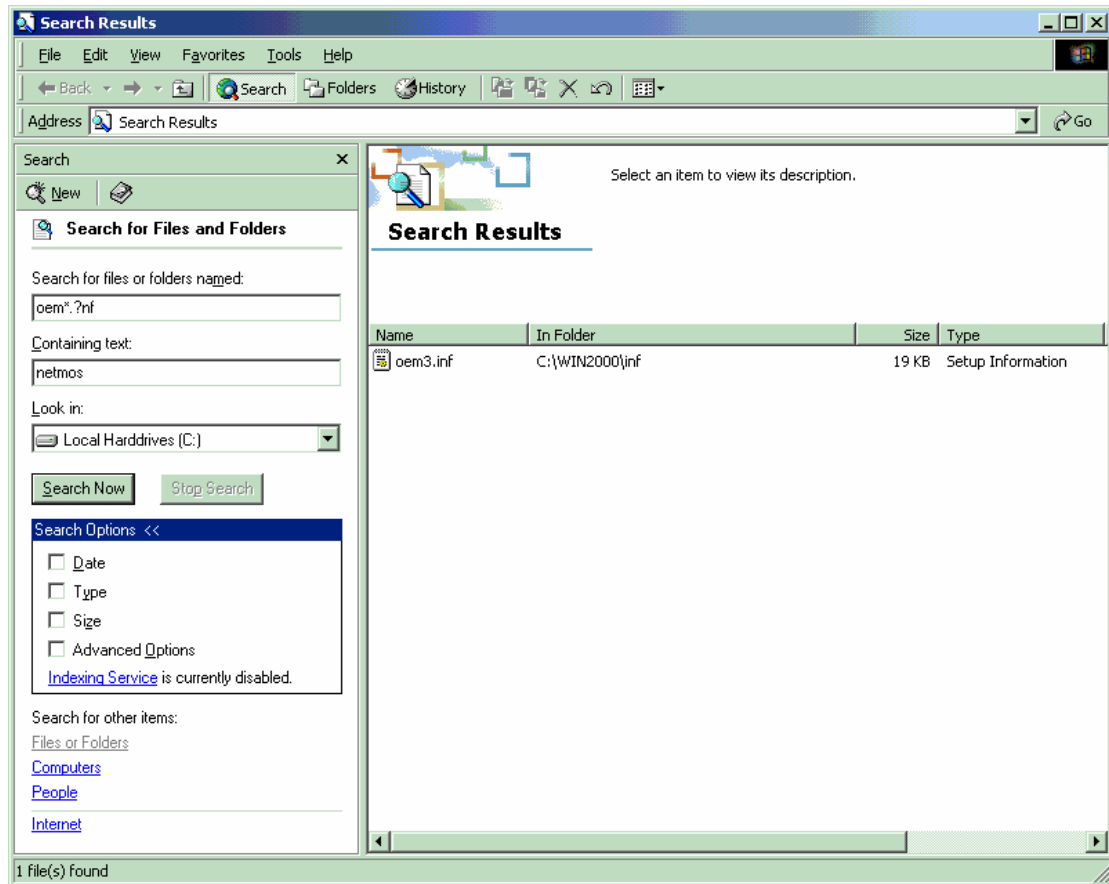 Search Results
File Edit View Favorites Tools Help
Back Search Folders History
Address Search Results Go
Search
New
Search for Files and Folders
Search for files or folders named:
oem*.?nf
Containing text:
netmos
Look in:
Local Harddrives (C:)
Search Now Stop Search
Search Options <<
Date
Type
Size
Advanced Options
Indexing Service is currently disabled.
Search for other items:
Files or Folders
Computers
People
Internet
Select an item to view its description.
Search Results
Name In Folder Size Type
oem3.inf C:\WIN2000\inf 19 KB Setup Information
1 file(s) found